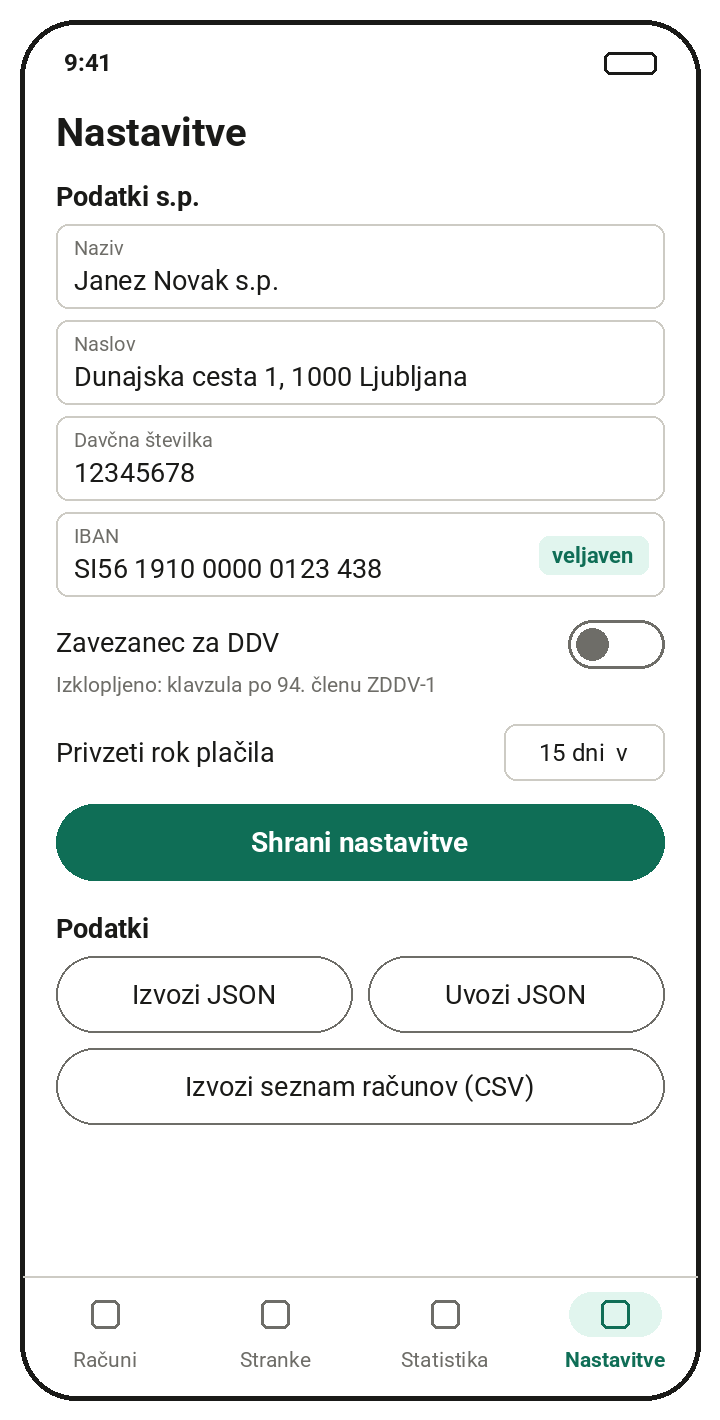 9:41
Nastavitve
Podatki s.p.
Naziv
Janez Novak s.p.
Naslov
Dunajska cesta 1, 1000 Ljubljana
Davčna številka
12345678
IBAN
SI56 1910 0000 0123 438
veljaven
Zavezanec za DDV
Izklopljeno: klavzula po 94. členu ZDDV-1
Privzeti rok plačila
15 dni v
Shrani nastavitve
Podatki
Izvozi JSON
Uvozi JSON
Izvozi seznam računov (CSV)
Računi
Stranke
Statistika
Nastavitve